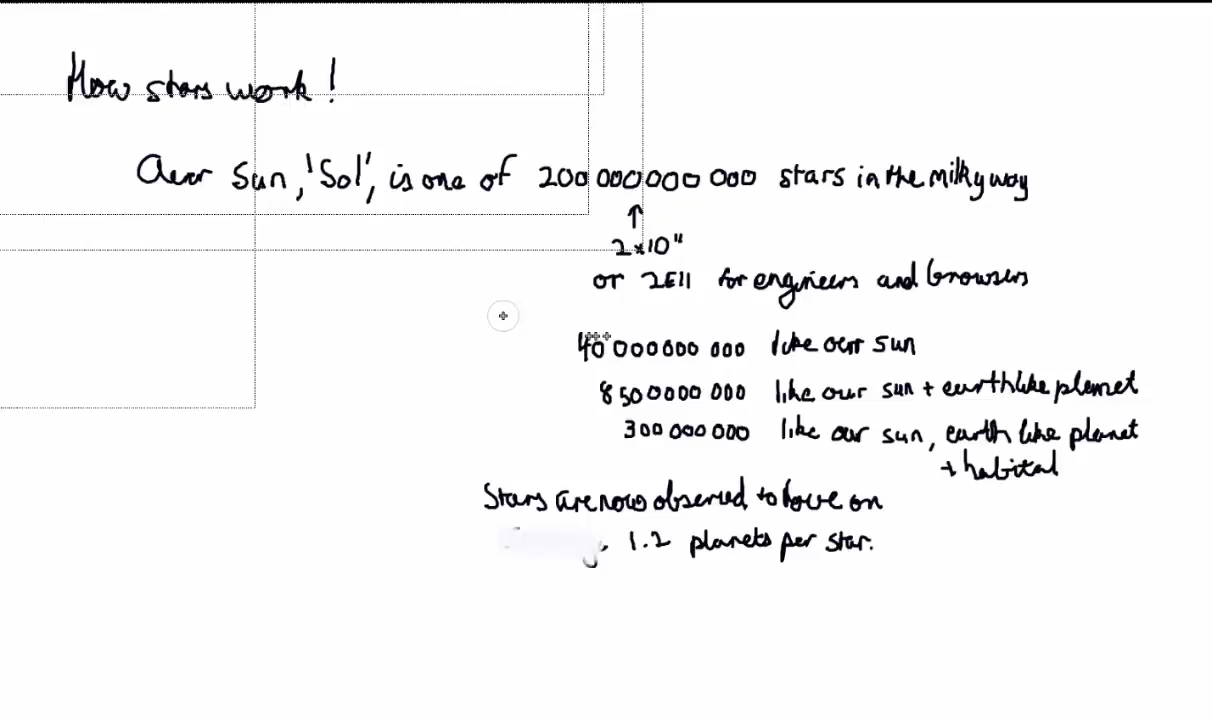 How stars work!
Our Sun, 'Sol', is one of 200 000 000 000 stars in the milky way
↑
2×10¹¹
or 2E11 for engineers and browsers
40 000 000 000 like our sun
8 500 000 000 like our sun + earthlike planet
300 000 000 like our sun, earth like planet
+ habital
Stars are now observed to have on
1.2 planets per star.